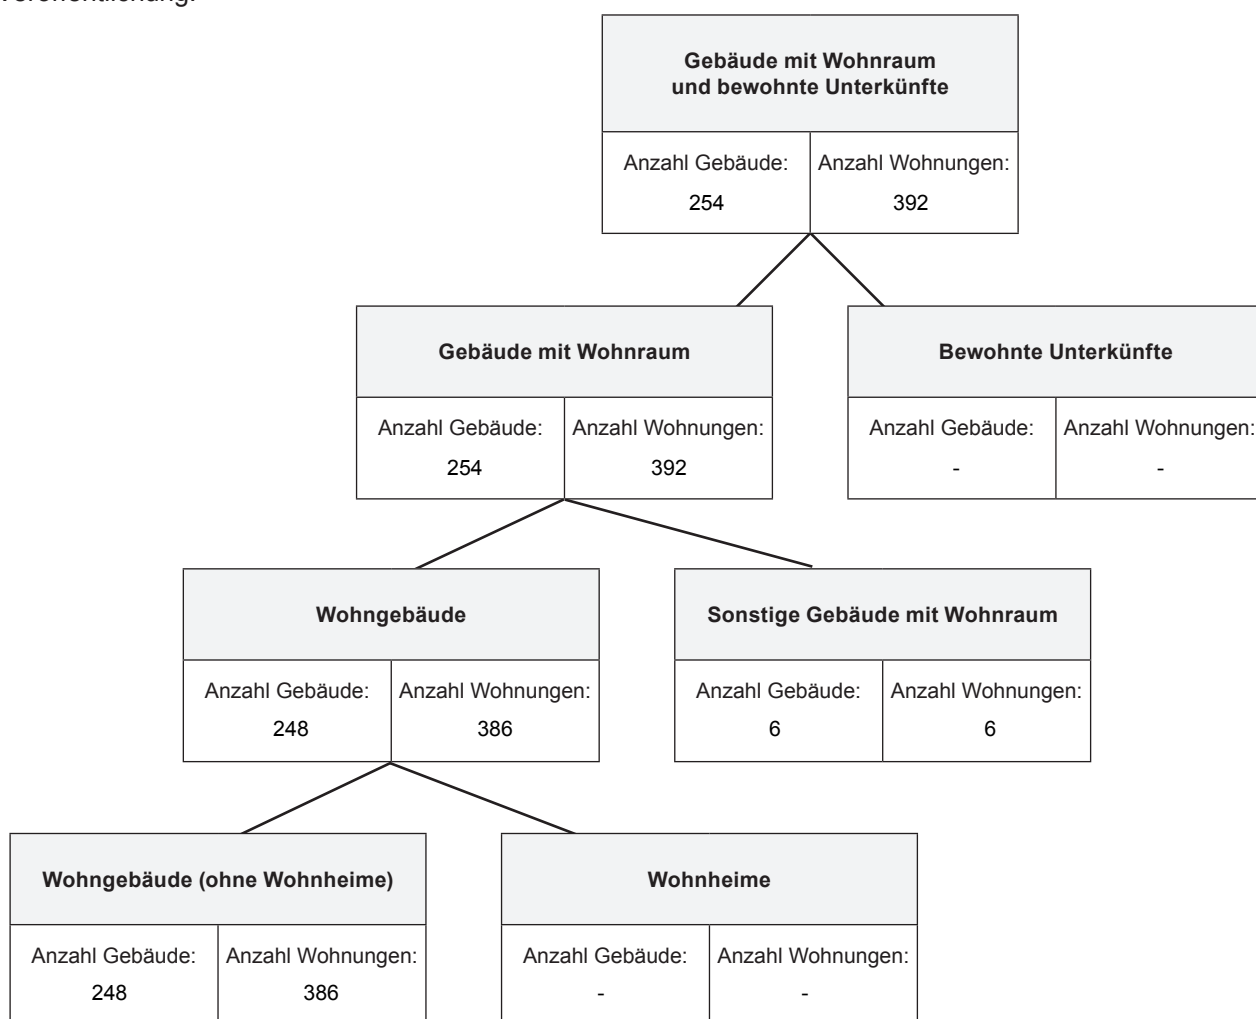 Veröffentlichung.
Gebäude mit Wohnraum
und bewohnte Unterkünfte
Anzahl Gebäude: Anzahl Wohnungen:
254 392
Gebäude mit Wohnraum Bewohnte Unterkünfte
Anzahl Gebäude: Anzahl Wohnungen: Anzahl Gebäude: Anzahl Wohnungen:
254 392 - -
Wohngebäude Sonstige Gebäude mit Wohnraum
Anzahl Gebäude: Anzahl Wohnungen: Anzahl Gebäude: Anzahl Wohnungen:
248 386 6 6
Wohngebäude (ohne Wohnheime) Wohnheime
Anzahl Gebäude: Anzahl Wohnungen: Anzahl Gebäude: Anzahl Wohnungen:
248 386 - -